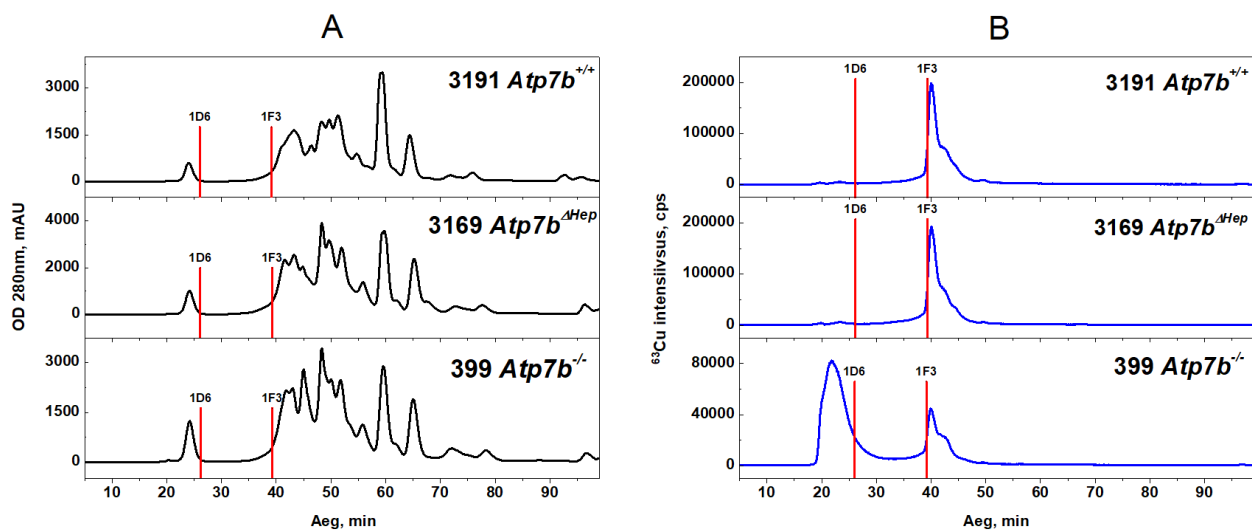 A
B
3191 Atp7b+/+
1D6
1F3
3000
1500
0
3169 Atp7bΔHep
1D6
1F3
4000
2000
0
399 Atp7b-/-
1D6
1F3
3000
1500
0
10 20 30 40 50 60 70 80 90
Aeg, min
OD 280nm, mAU
3191 Atp7b+/+
1D6
1F3
200000
100000
0
3169 Atp7bΔHep
1D6
1F3
200000
100000
0
399 Atp7b-/-
1D6
1F3
80000
40000
0
10 20 30 40 50 60 70 80 90
Aeg, min
63Cu intensiivsus, cps